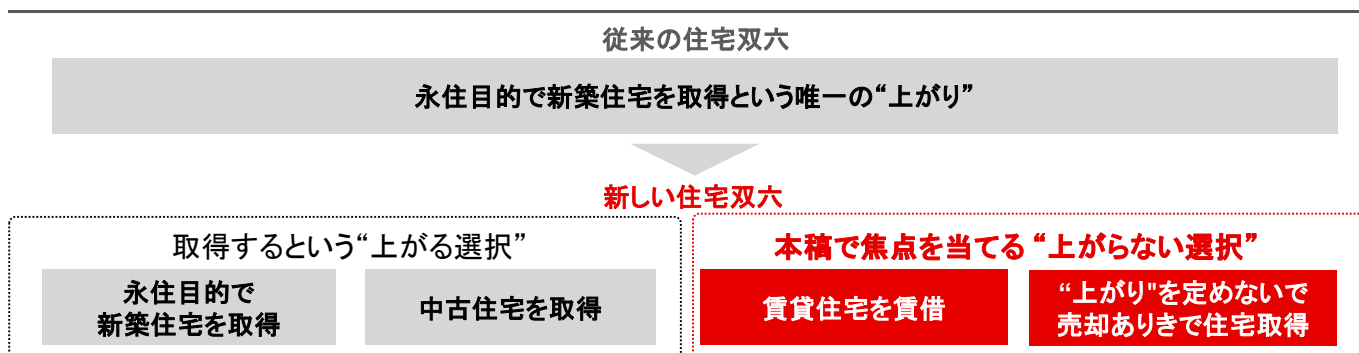 従来の住宅双六
永住目的で新築住宅を取得という唯一の“上がり”
新しい住宅双六
取得するという“上がる選択”
永住目的で
新築住宅を取得
中古住宅を取得
本稿で焦点を当てる “上がらない選択”
賃貸住宅を賃借
“上がり"を定めないで
売却ありきで住宅取得